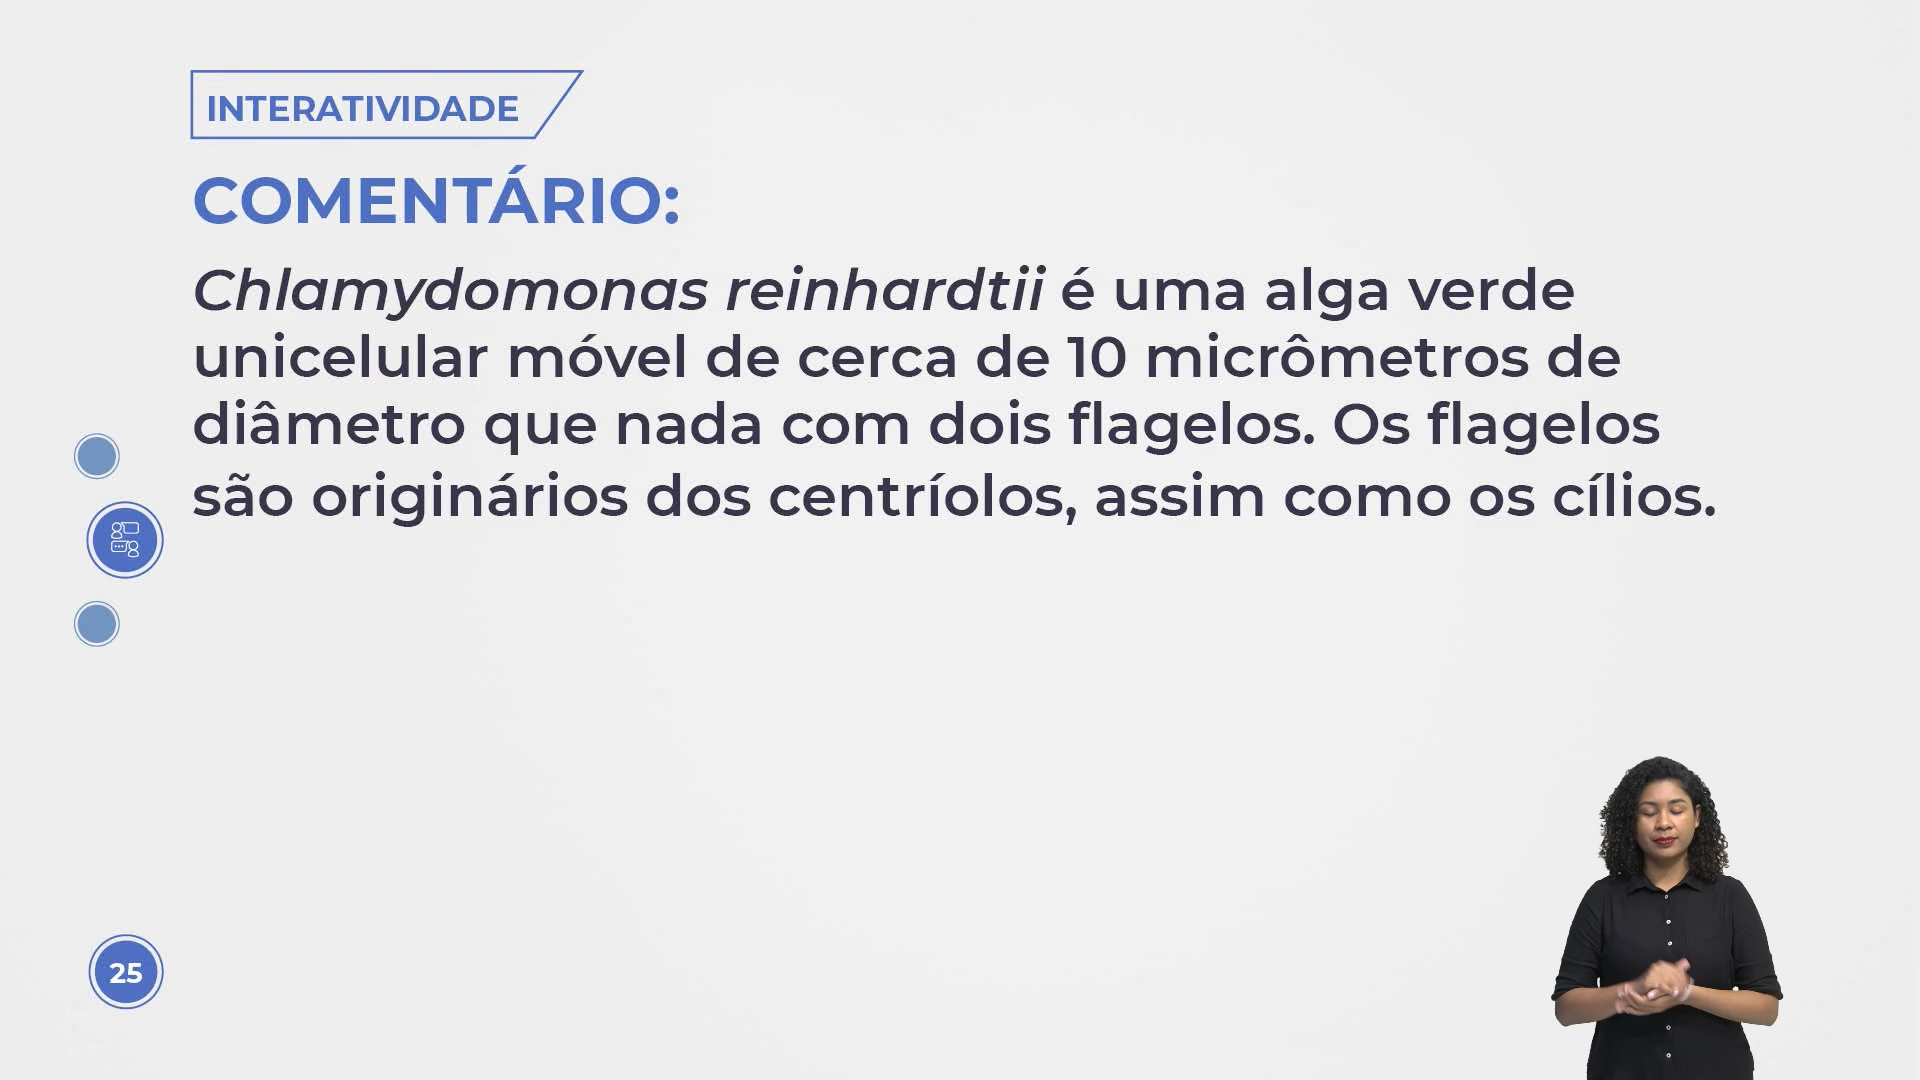 INTERATIVIDADE
COMENTÁRIO:
Chlamydomonas reinhardtii é uma alga verde
unicelular móvel de cerca de 10 micrômetros de
diâmetro que nada com dois flagelos. Os flagelos
são originários dos centríolos, assim como os cílios.
25